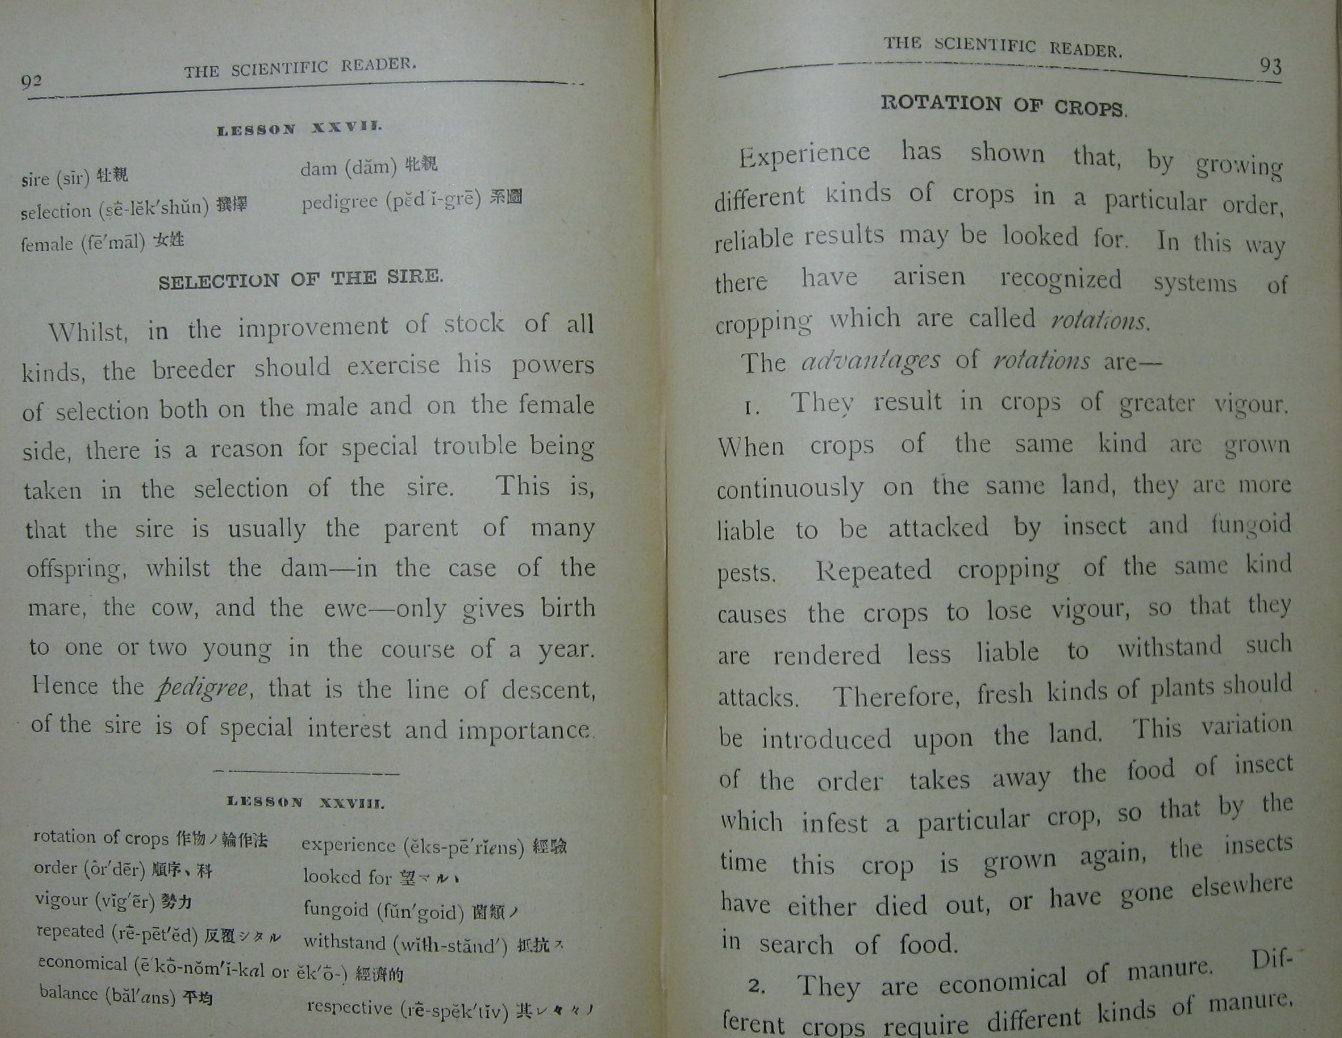 92
THE SCIENTIFIC READER.
LESSON XXVII.
sire (sīr) 牡親
dam (dăm) 牝親
selection (sē̇-lĕk′shŭn) 撰擇
pedigree (pĕd′ĭ-grē) 系圖
female (fē′māl) 女姓
SELECTION OF THE SIRE.
Whilst, in the improvement of stock of all
kinds, the breeder should exercise his powers
of selection both on the male and on the female
side, there is a reason for special trouble being
taken in the selection of the sire. This is,
that the sire is usually the parent of many
offspring, whilst the dam—in the case of the
mare, the cow, and the ewe—only gives birth
to one or two young in the course of a year.
Hence the pedigree, that is the line of descent,
of the sire is of special interest and importance.
LESSON XXVIII.
rotation of crops 作物ノ輪作法
experience (ĕks-pē′rĭens) 經驗
order (ôr′dẽr) 順序、科
looked for 望マル、
vigour (vĭg′ẽr) 勢力
fungoid (fŭn′goid) 菌類ノ
repeated (rē̇-pēt′ĕd) 反覆シタル
withstand (wĭth-stănd′) 抵抗ス
economical (ē′kō̇-nŏm′ĭ-kal or ĕk′ō̇-) 經濟的
balance (băl′ans) 平均
respective (rē̇-spĕk′tĭv) 其レ々々ノ
THE SCIENTIFIC READER.
93
ROTATION OF CROPS.
Experience has shown that, by growing
different kinds of crops in a particular order,
reliable results may be looked for. In this way
there have arisen recognized systems of
cropping which are called rotations.
The advantages of rotations are—
1. They result in crops of greater vigour.
When crops of the same kind are grown
continuously on the same land, they are more
liable to be attacked by insect and fungoid
pests. Repeated cropping of the same kind
causes the crops to lose vigour, so that they
are rendered less liable to withstand such
attacks. Therefore, fresh kinds of plants should
be introduced upon the land. This variation
of the order takes away the food of insect
which infest a particular crop, so that by the
time this crop is grown again, the insects
have either died out, or have gone elsewhere
in search of food.
2. They are economical of manure. Dif-
ferent crops require different kinds of manure,